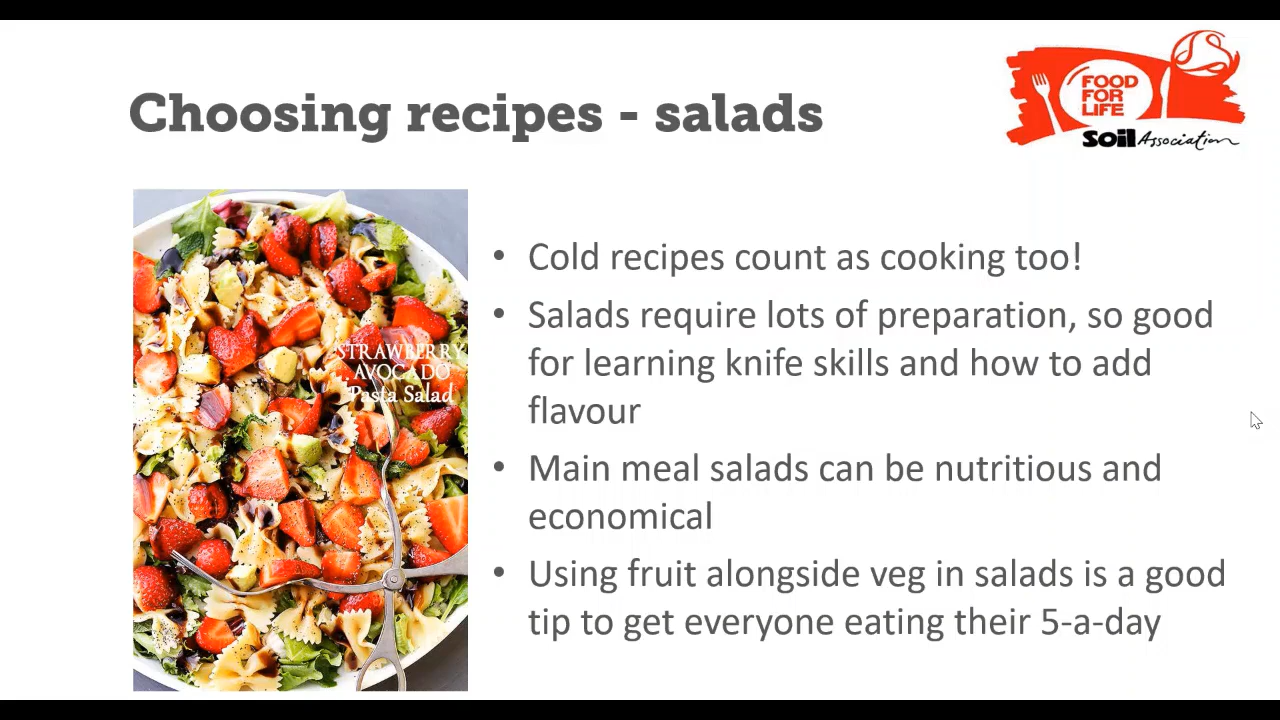 Choosing recipes - salads
FOOD
FOR
LIFE
Soil Association
STRAWBERRY
AVOCADO
Pasta Salad
• Cold recipes count as cooking too!
• Salads require lots of preparation, so good
for learning knife skills and how to add
flavour
• Main meal salads can be nutritious and
economical
• Using fruit alongside veg in salads is a good
tip to get everyone eating their 5-a-day